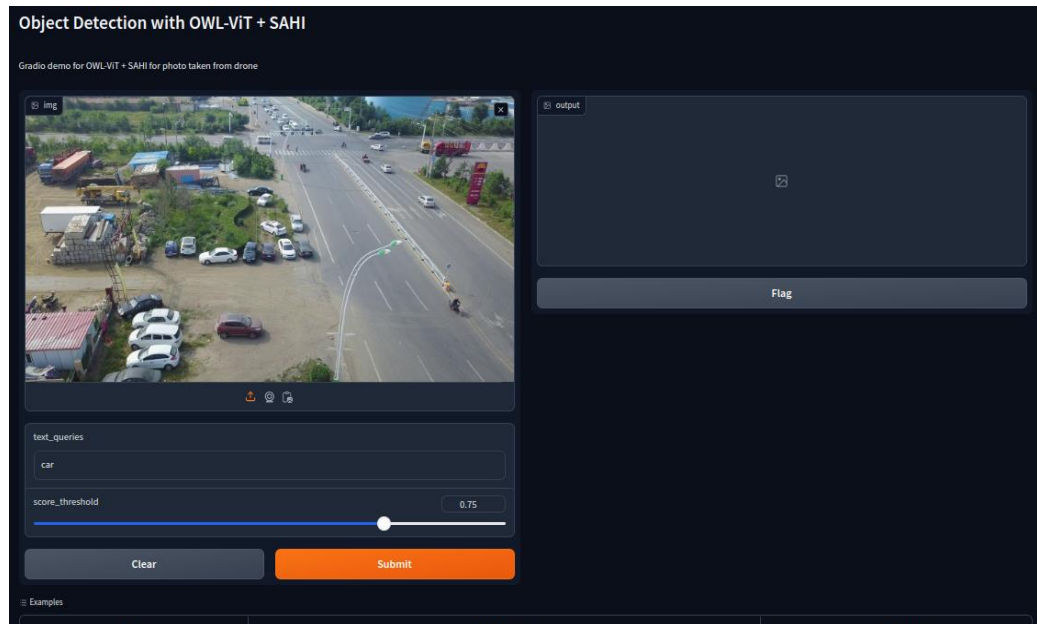 Object Detection with OWL-ViT + SAHI
Gradio demo for OWL-ViT + SAHI for photo taken from drone
img
output
Flag
text_queries
car
score_threshold
0.75
Clear
Submit
Examples